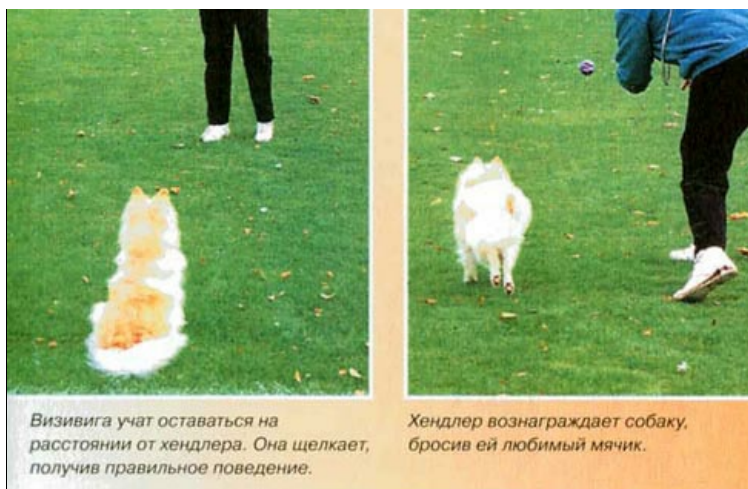 Визивига учат оставаться на
расстоянии от хендлера. Она щелкает,
получив правильное поведение.
Хендлер вознаграждает собаку,
бросив ей любимый мячик.